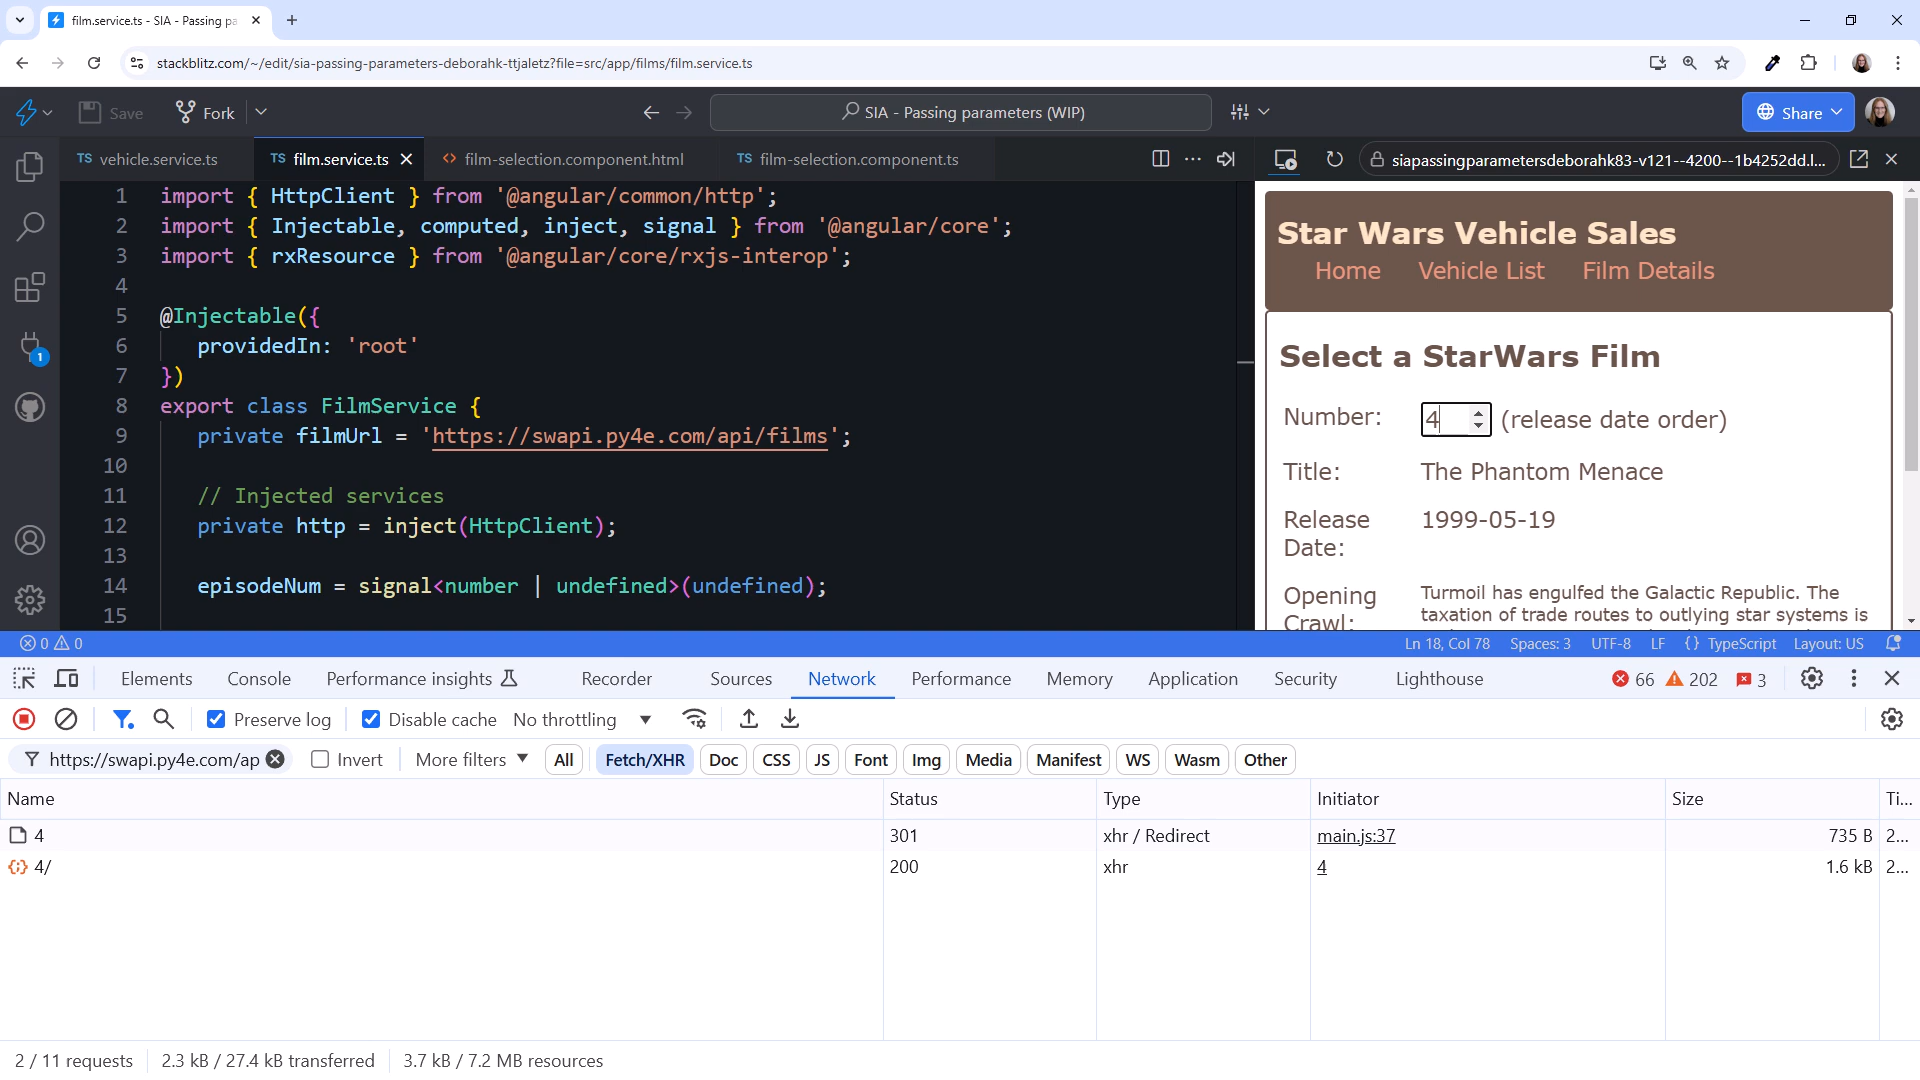 film.service.ts - SIA - Passing pa
stackblitz.com/~/edit/sia-passing-parameters-deborahk-ttjaletz?file=src/app/films/film.service.ts
Save
Fork
SIA - Passing parameters (WIP)
Share
TS vehicle.service.ts
TS film.service.ts
<> film-selection.component.html
TS film-selection.component.ts
siapassingparametersdeborahk83-v121--4200--1b4252dd.l...
1 import { HttpClient } from '@angular/common/http';
2 import { Injectable, computed, inject, signal } from '@angular/core';
3 import { rxResource } from '@angular/core/rxjs-interop';
4
5 @Injectable({
6 providedIn: 'root'
7 })
8 export class FilmService {
9 private filmUrl = 'https://swapi.py4e.com/api/films';
10
11 // Injected services
12 private http = inject(HttpClient);
13
14 episodeNum = signal<number | undefined>(undefined);
15
1
Star Wars Vehicle Sales
Home Vehicle List Film Details
Select a StarWars Film
Number: 4 (release date order)
Title: The Phantom Menace
Release Date: 1999-05-19
Opening Crawl: Turmoil has engulfed the Galactic Republic. The
taxation of trade routes to outlying star systems is
0 0
Ln 18, Col 78 Spaces: 3 UTF-8 LF {} TypeScript Layout: US
Elements Console Performance insights Recorder Sources Network Performance Memory Application Security Lighthouse 66 202 3
Preserve log Disable cache No throttling
https://swapi.py4e.com/ap Invert More filters All Fetch/XHR Doc CSS JS Font Img Media Manifest WS Wasm Other
Name Status Type Initiator Size Ti...
4 301 xhr / Redirect main.js:37 735 B 2...
4/ 200 xhr 4 1.6 kB 2...
2 / 11 requests 2.3 kB / 27.4 kB transferred 3.7 kB / 7.2 MB resources